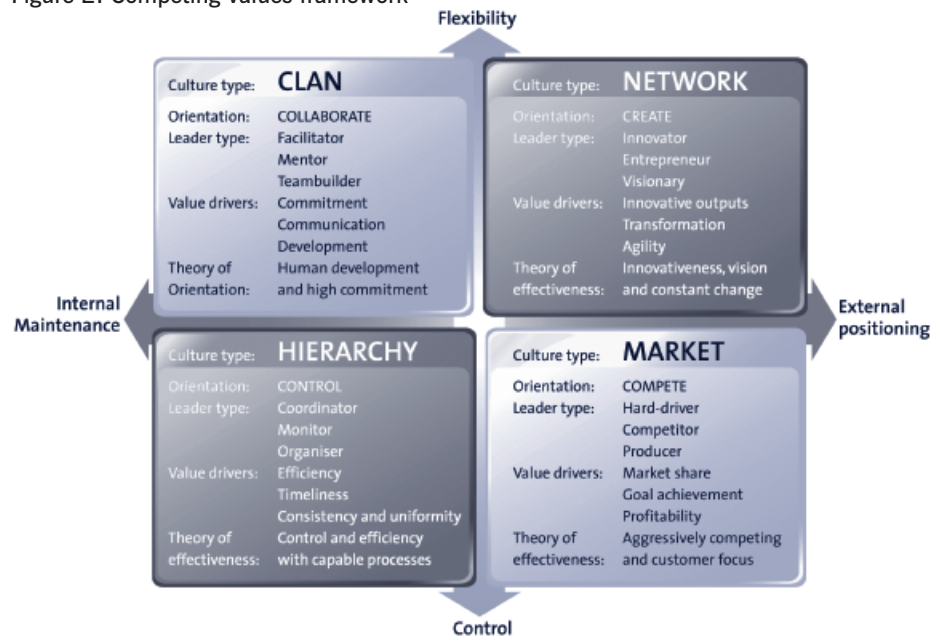 Figure 2: Competing values framework
Flexibility
Culture type: CLAN
Orientation: COLLABORATE
Leader type: Facilitator
Mentor
Teambuilder
Value drivers: Commitment
Communication
Development
Theory of Human development
Orientation: and high commitment
Culture type: NETWORK
Orientation: CREATE
Leader type: Innovator
Entrepreneur
Visionary
Value drivers: Innovative outputs
Transformation
Agility
Theory of Innovativeness, vision
effectiveness: and constant change
Internal
Maintenance
External
positioning
Culture type: HIERARCHY
Orientation: CONTROL
Leader type: Coordinator
Monitor
Organiser
Value drivers: Efficiency
Timeliness
Consistency and uniformity
Theory of Control and efficiency
effectiveness: with capable processes
Culture type: MARKET
Orientation: COMPETE
Leader type: Hard-driver
Competitor
Producer
Value drivers: Market share
Goal achievement
Profitability
Theory of Aggressively competing
effectiveness: and customer focus
Control